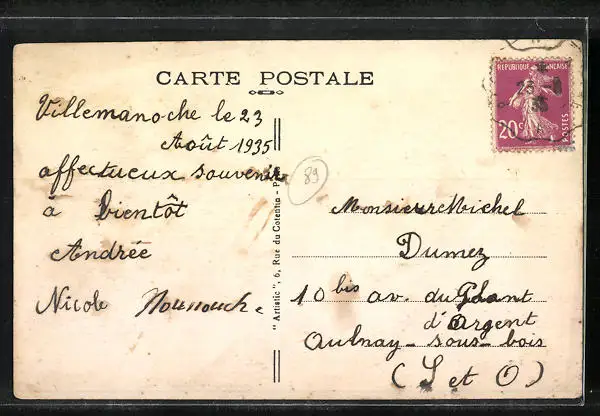 CARTE POSTALE
Villemanoche le 23
Août 1935
affectueux souvenir
à bientôt
Andrée
Nicole Nounouche
89
"Artistic", 6, Rue du Cotentin - P
REPUBLIQUE FRANÇAISE
20c
POSTES
Monsieur Michel
Dumez
10 bis av. du
d'Argent
Aulnay-sous-bois
(S et O)